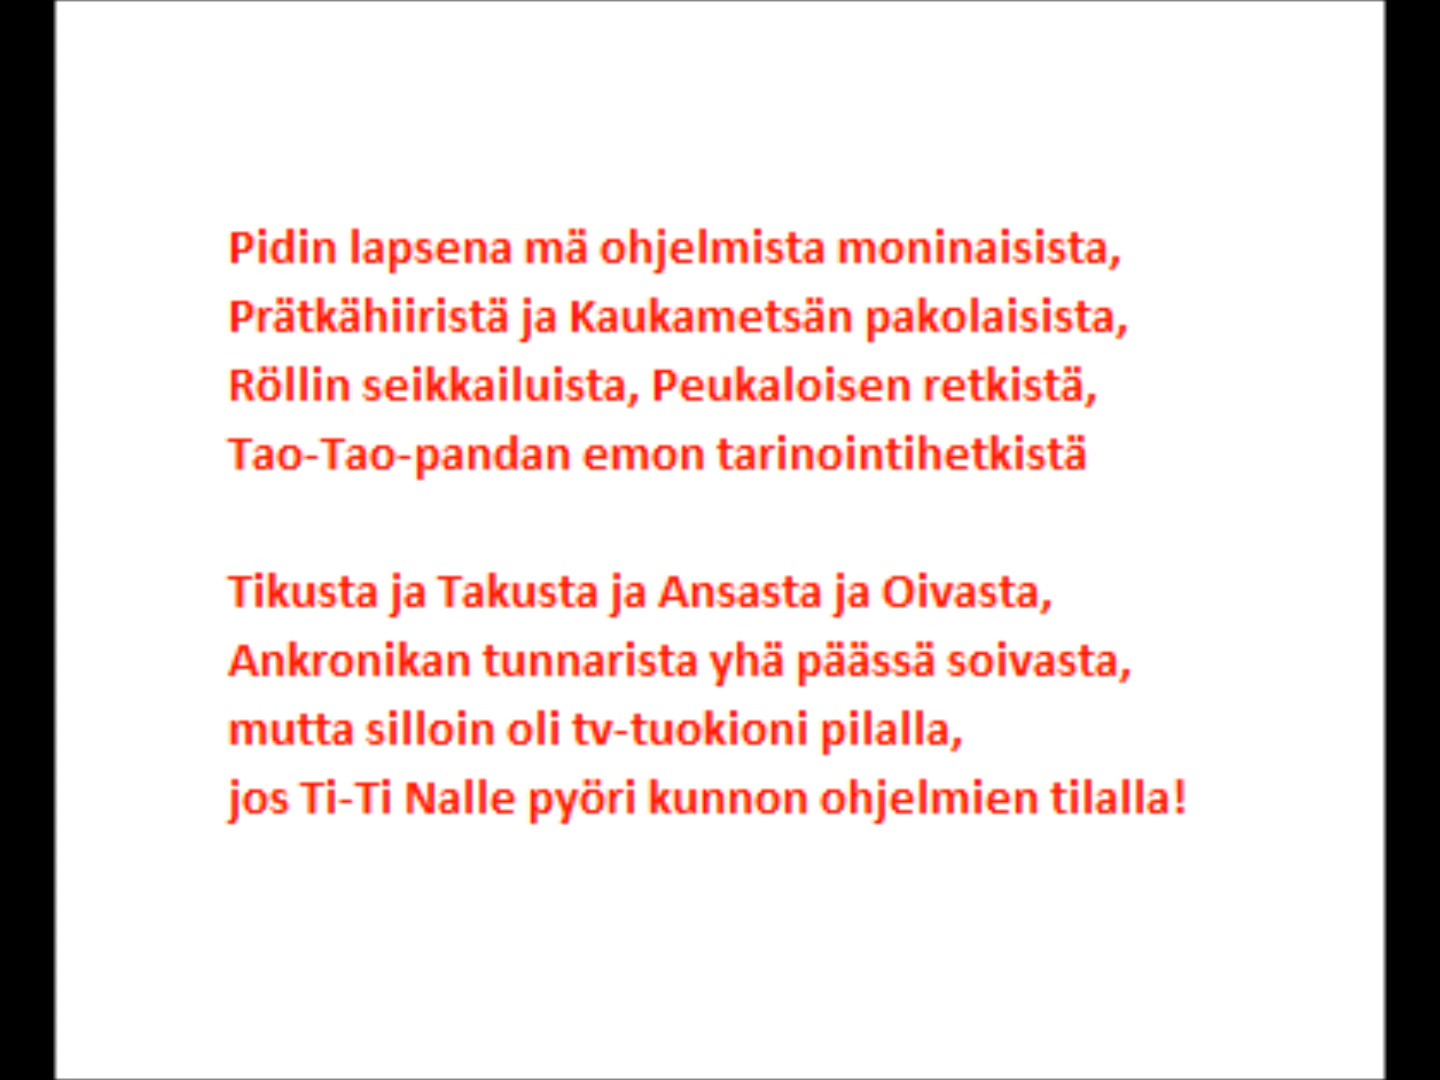 Pidin lapsena mä ohjelmista moninaisista,
Prätkähiiristä ja Kaukametsän pakolaisista,
Röllin seikkailuista, Peukaloisen retkistä,
Tao-Tao-pandan emon tarinointihetkistä
Tikusta ja Takusta ja Ansasta ja Oivasta,
Ankronikan tunnarista yhä päässä soivasta,
mutta silloin oli tv-tuokioni pilalla,
jos Ti-Ti Nalle pyöri kunnon ohjelmien tilalla!